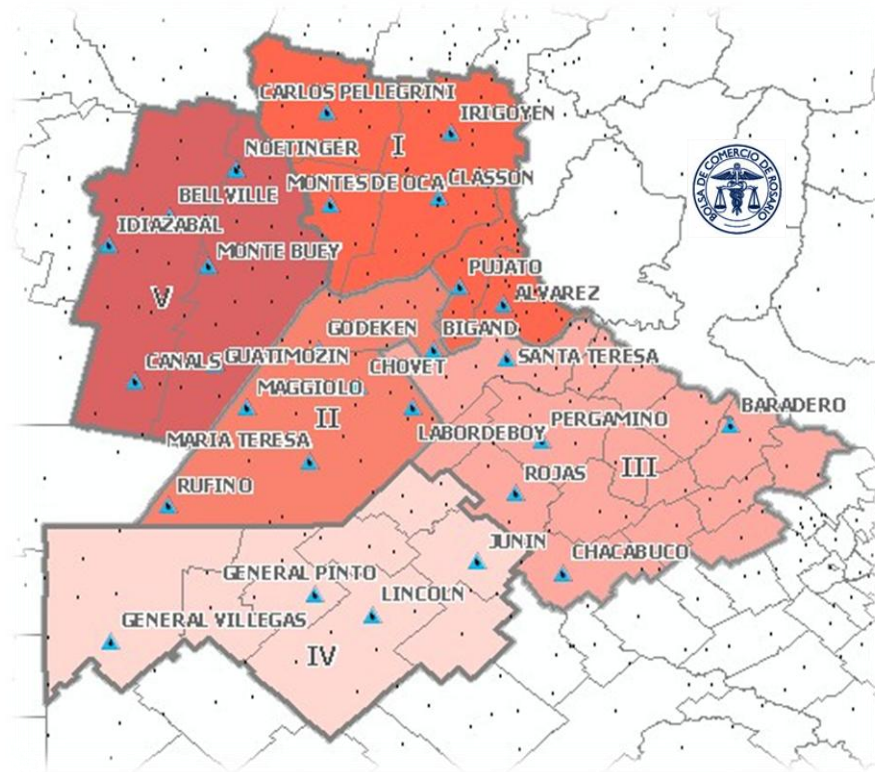 CARLOS PELLEGRINI
IRIGOYEN
NOETINGER
I
BELLVILLE
MONTES DE OCA
CLASSON
BOLSA DE COMERCIO DE ROSARIO
IDIAZABAL
MONTE BUEY
PUJATO
V
ALVAREZ
GODEKEN
BIGAND
CANALS
GUATIMOZIN
CHOVET
SANTA TERESA
MAGGIOLO
BARADERO
II
PERGAMINO
MARIA TERESA
LABORDEBOY
III
RUFINO
ROJAS
JUNIN
CHACABUCO
GENERAL PINTO
LINCOLN
GENERAL VILLEGAS
IV